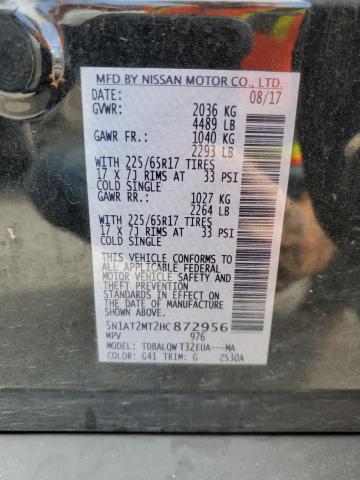 MFD BY NISSAN MOTOR CO., LTD.
DATE: 08/17
GVWR: 2036 KG
4489 LB
GAWR FR.: 1040 KG
2293 LB
WITH 225/65R17 TIRES
17 X 7J RIMS AT 33 PSI
COLD SINGLE
GAWR RR.: 1027 KG
2264 LB
WITH 225/65R17 TIRES
17 X 7J RIMS AT 33 PSI
COLD SINGLE
THIS VEHICLE CONFORMS TO
ALL APPLICABLE FEDERAL
MOTOR VEHICLE SAFETY AND
THEFT PREVENTION
STANDARDS IN EFFECT ON
THE DATE OF MANUFACTURE
SHOWN ABOVE.
5N1AT2MT2HC872956
MPV 976
MODEL: TDBALQW T32EUA---MA
COLOR: G41 TRIM: G ZS30A